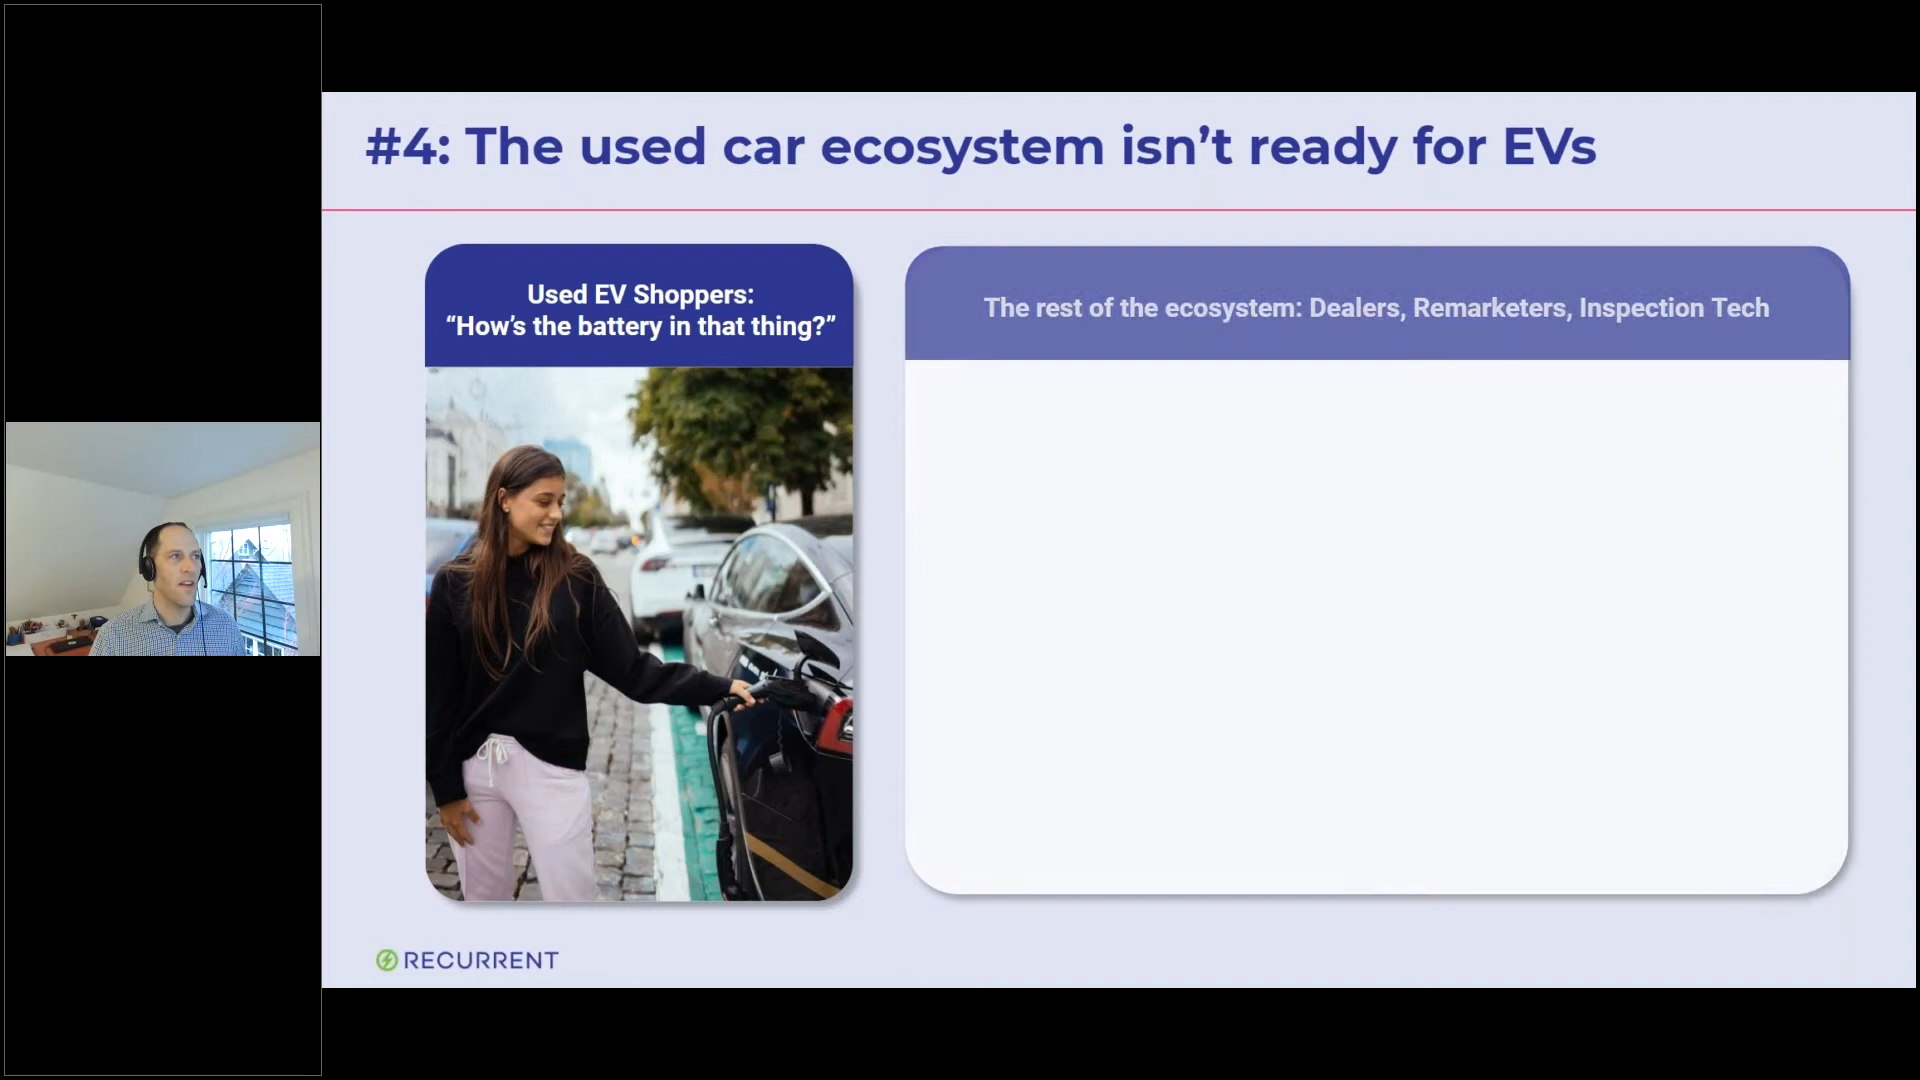 #4: The used car ecosystem isn’t ready for EVs
Used EV Shoppers:
“How’s the battery in that thing?”
The rest of the ecosystem: Dealers, Remarketers, Inspection Tech
RECURRENT